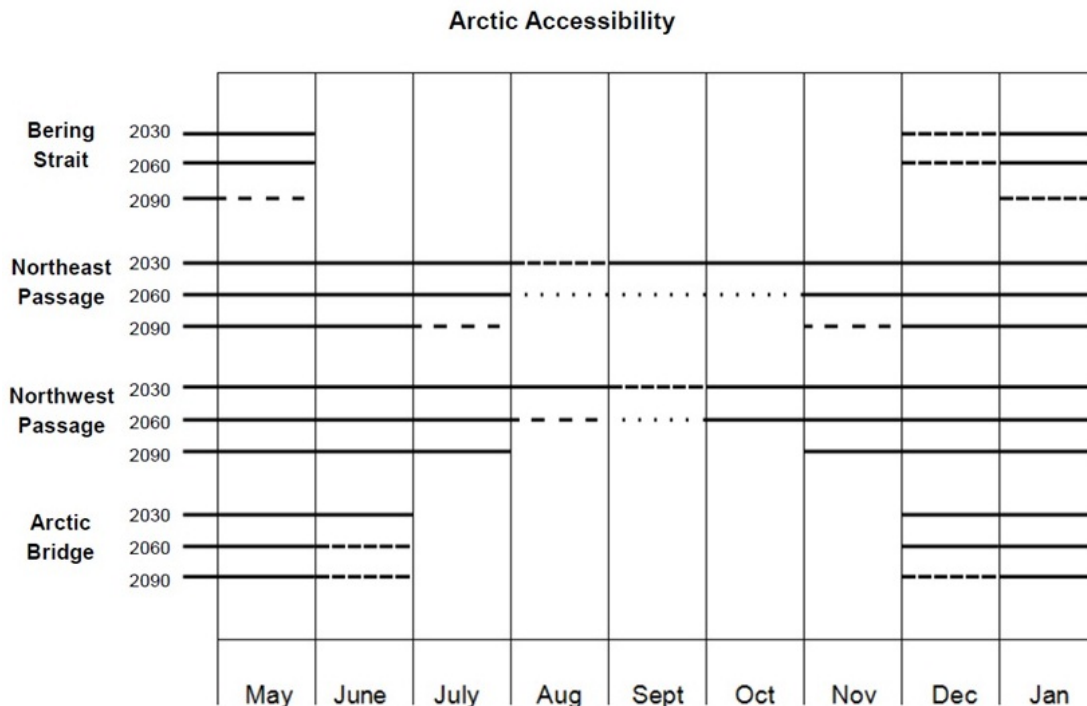 Arctic Accessibility
Bering
Strait
2030
2060
2090
Northeast
Passage
2030
2060
2090
Northwest
Passage
2030
2060
2090
Arctic
Bridge
2030
2060
2090
May June July Aug Sept Oct Nov Dec Jan